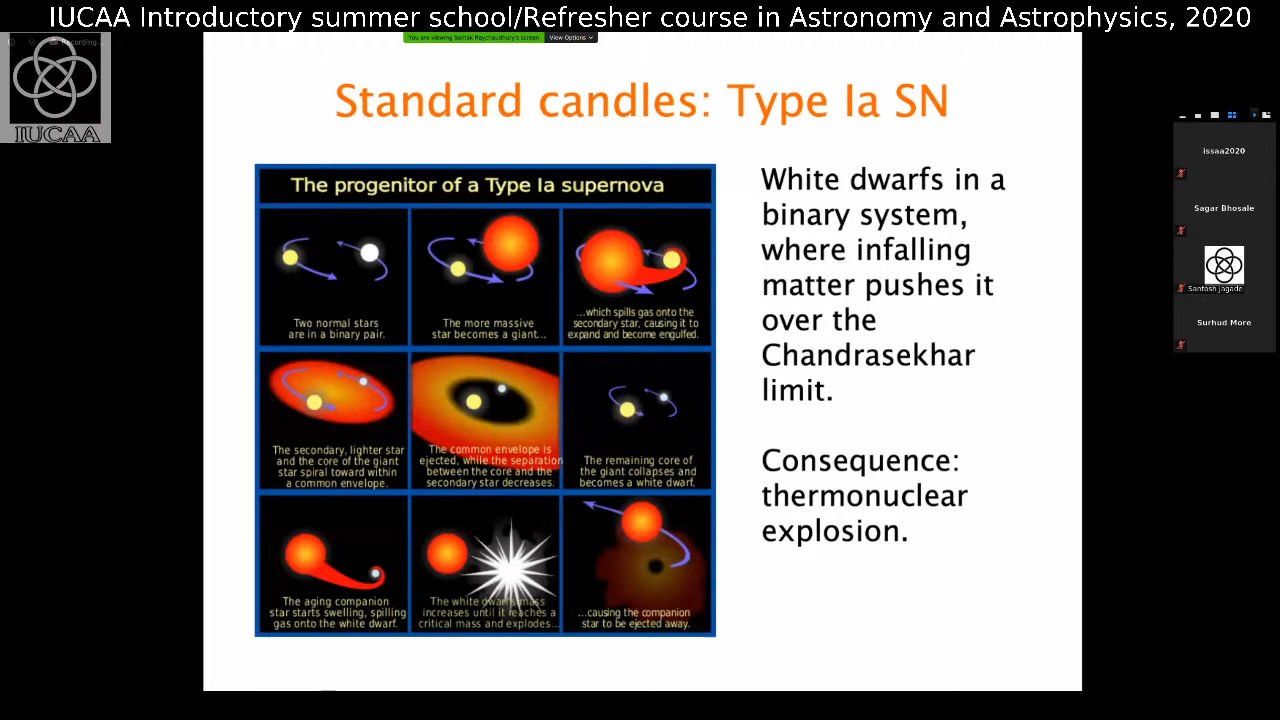 IUCAA Introductory summer school/Refresher course in Astronomy and Astrophysics, 2020
You are viewing Somak Raychaudhury's screen
View Options
Recording...
IUCAA
Standard candles: Type Ia SN
The progenitor of a Type Ia supernova
Two normal stars
are in a binary pair.
The more massive
star becomes a giant...
...which spills gas onto the
secondary star, causing it to
expand and become engulfed.
The secondary, lighter star
and the core of the giant
star spiral toward within
a common envelope.
The common envelope is
ejected, while the separation
between the core and the
secondary star decreases.
The remaining core of
the giant collapses and
becomes a white dwarf.
The aging companion
star starts swelling, spilling
gas onto the white dwarf.
The white dwarf's mass
increases until it reaches a
critical mass and explodes...
...causing the companion
star to be ejected away.
White dwarfs in a
binary system,
where infalling
matter pushes it
over the
Chandrasekhar
limit.
Consequence:
thermonuclear
explosion.
issaa2020
Sagar Bhosale
Santosh Jagade
Surhud More